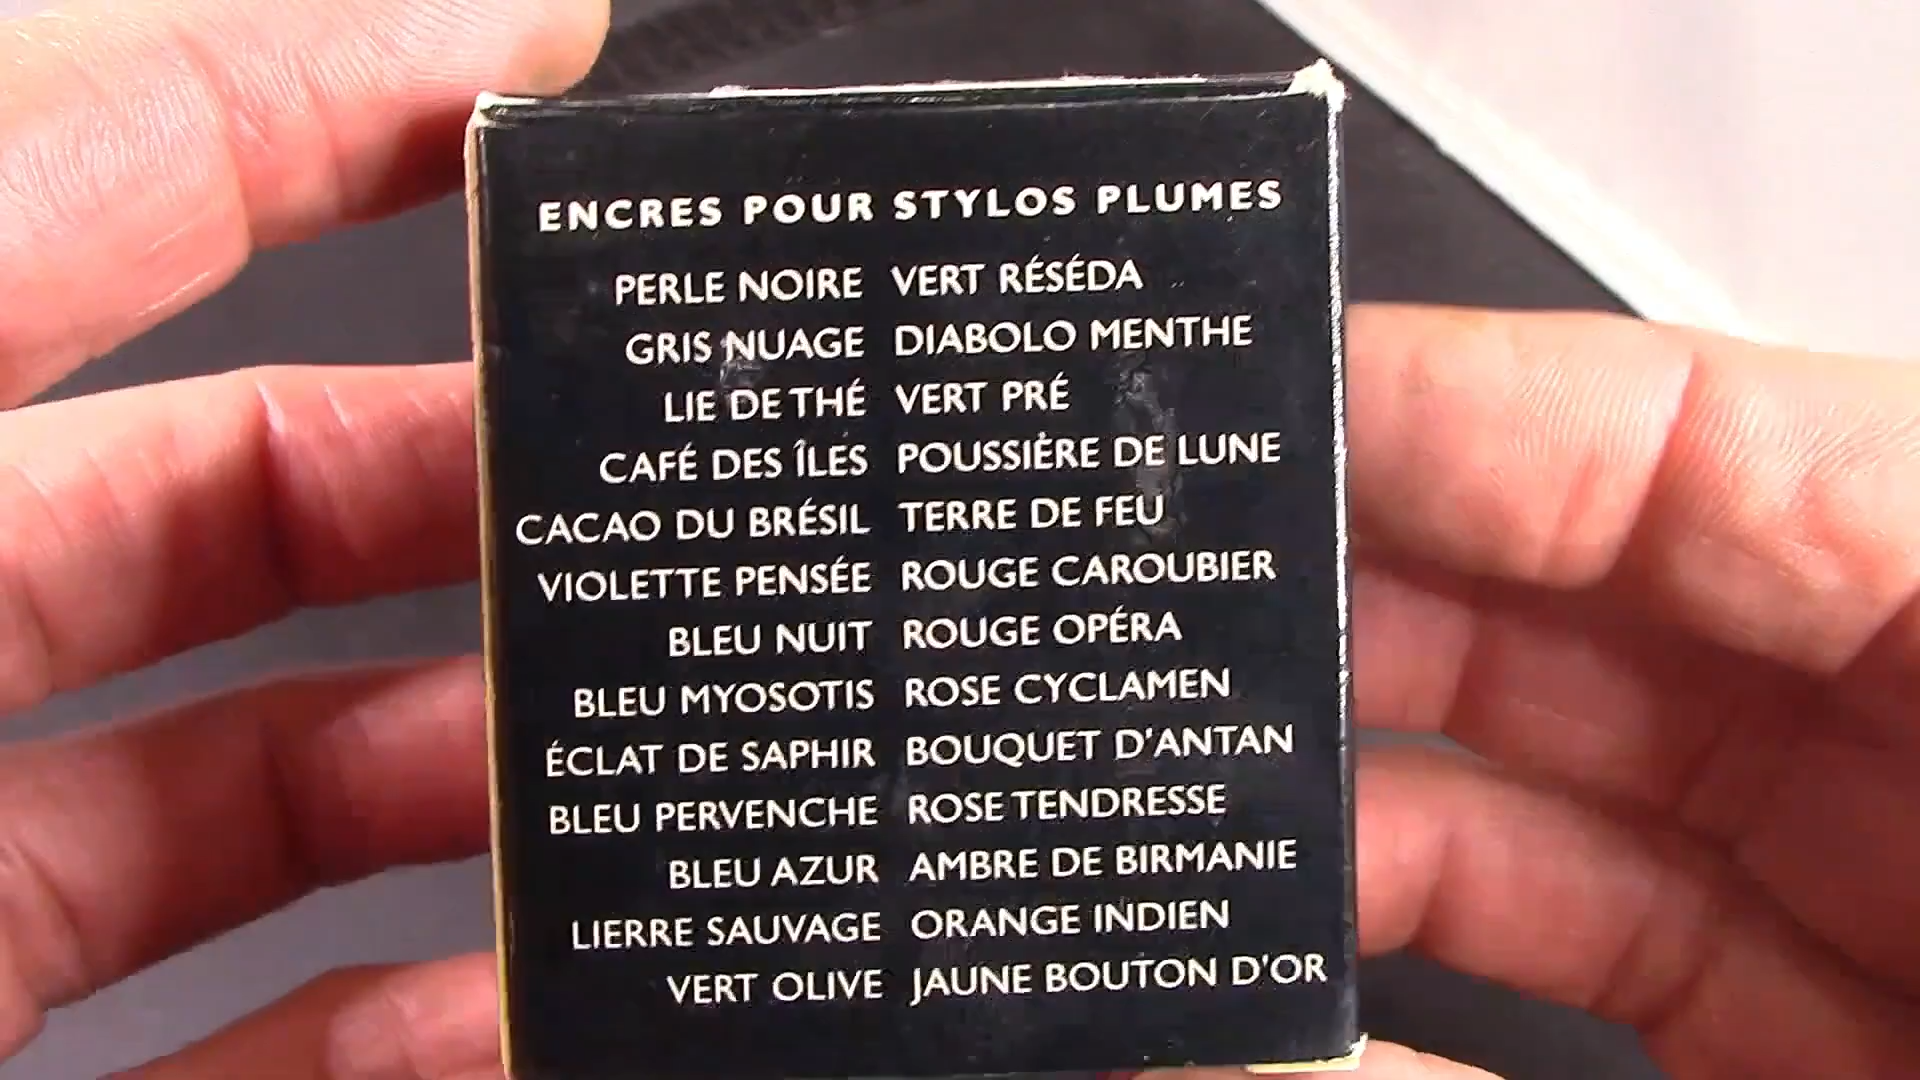 ENCRES POUR STYLOS PLUMES
PERLE NOIRE VERT RÉSÉDA
GRIS NUAGE DIABOLO MENTHE
LIE DE THÉ VERT PRÉ
CAFÉ DES ÎLES POUSSIÈRE DE LUNE
CACAO DU BRÉSIL TERRE DE FEU
VIOLETTE PENSÉE ROUGE CAROUBIER
BLEU NUIT ROUGE OPÉRA
BLEU MYOSOTIS ROSE CYCLAMEN
ÉCLAT DE SAPHIR BOUQUET D'ANTAN
BLEU PERVENCHE ROSE TENDRESSE
BLEU AZUR AMBRE DE BIRMANIE
LIERRE SAUVAGE ORANGE INDIEN
VERT OLIVE JAUNE BOUTON D'OR